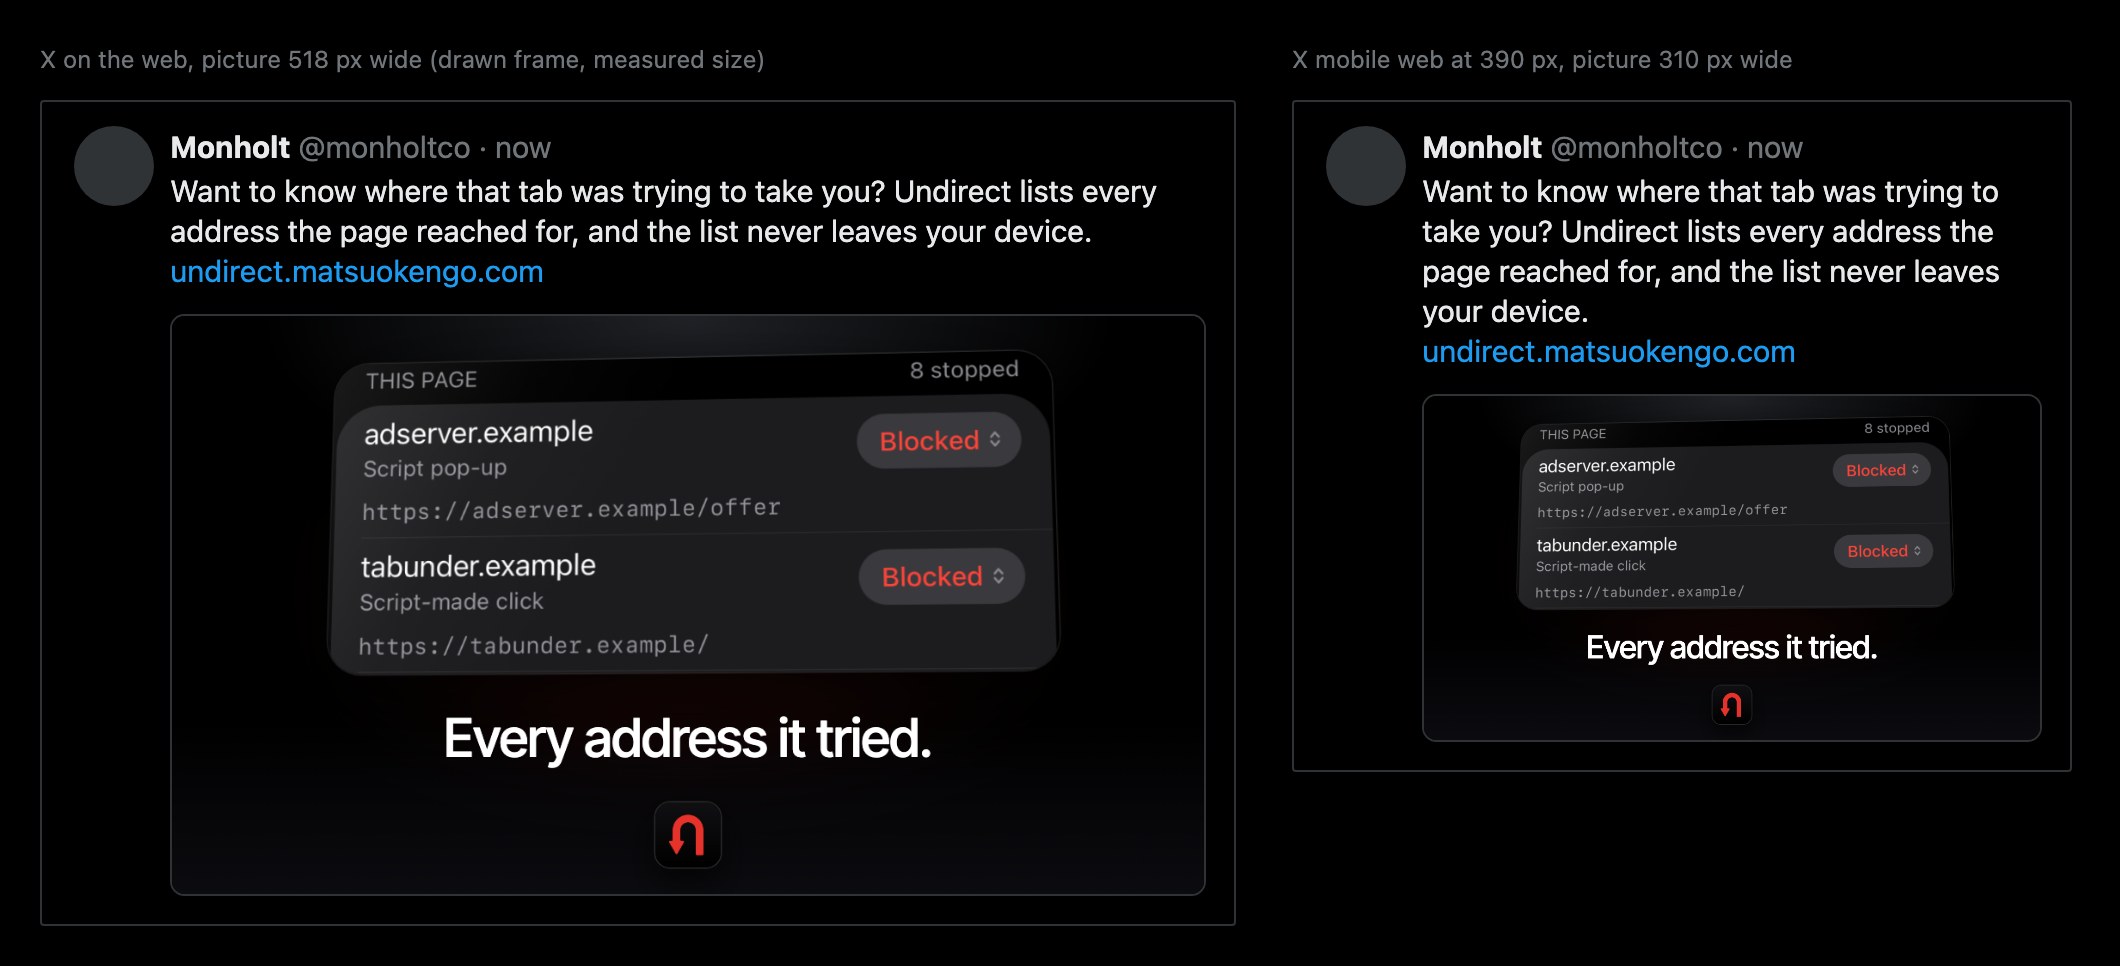 X on the web, picture 518 px wide (drawn frame, measured size)
Monholt @monholtco · now
Want to know where that tab was trying to take you? Undirect lists every
address the page reached for, and the list never leaves your device.
undirect.matsuokengo.com
THIS PAGE 8 stopped
adserver.example Blocked
Script pop-up
https://adserver.example/offer
tabunder.example Blocked
Script-made click
https://tabunder.example/
Every address it tried.
X mobile web at 390 px, picture 310 px wide
Monholt @monholtco · now
Want to know where that tab was trying to
take you? Undirect lists every address the
page reached for, and the list never leaves
your device.
undirect.matsuokengo.com
THIS PAGE 8 stopped
adserver.example Blocked
Script pop-up
https://adserver.example/offer
tabunder.example Blocked
Script-made click
https://tabunder.example/
Every address it tried.